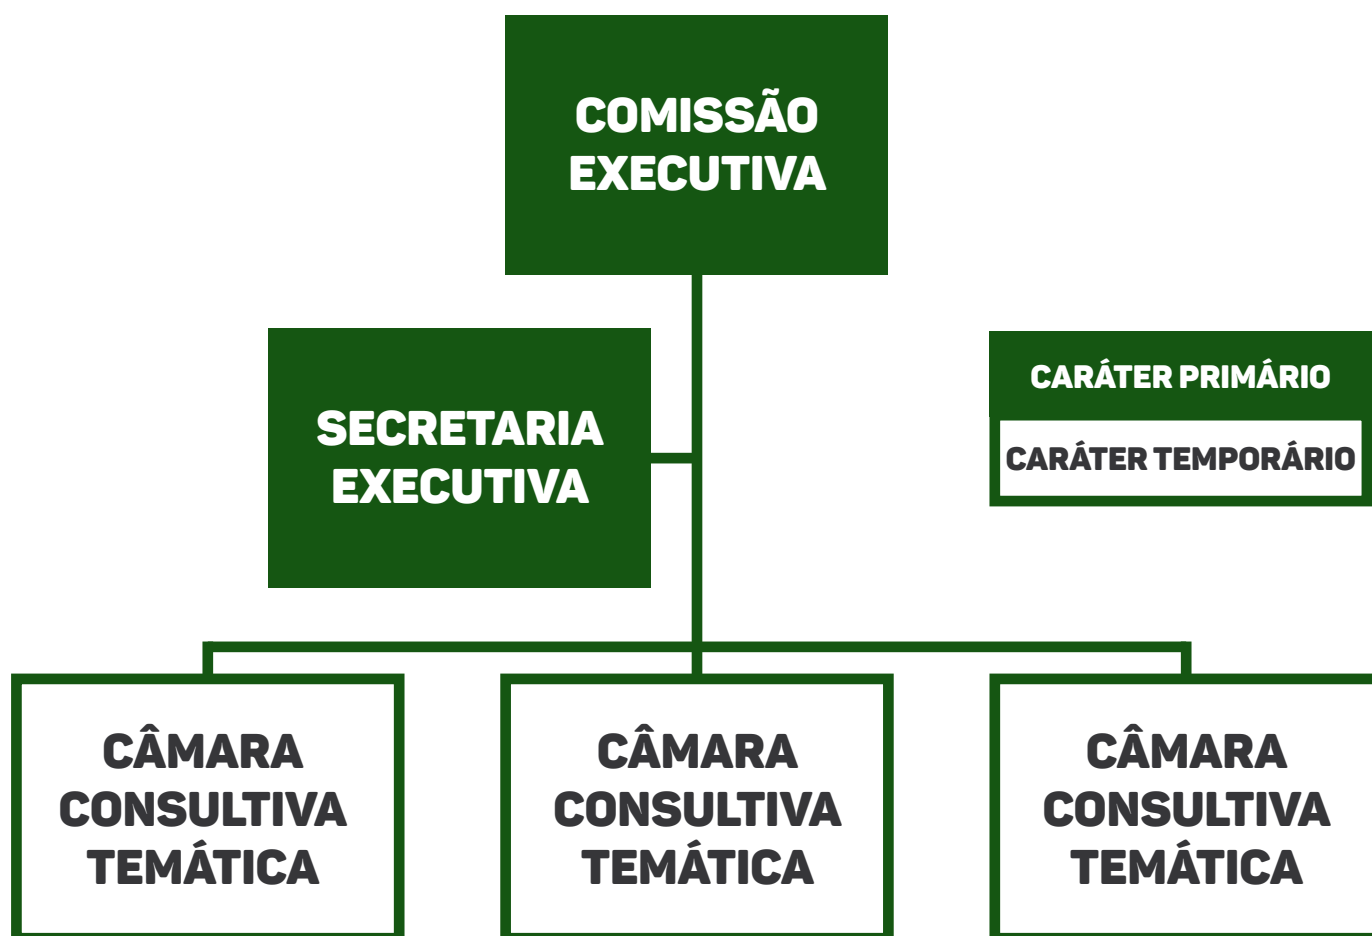 COMISSÃO
EXECUTIVA
SECRETARIA
EXECUTIVA
CARÁTER PRIMÁRIO
CARÁTER TEMPORÁRIO
CÂMARA
CONSULTIVA
TEMÁTICA
CÂMARA
CONSULTIVA
TEMÁTICA
CÂMARA
CONSULTIVA
TEMÁTICA